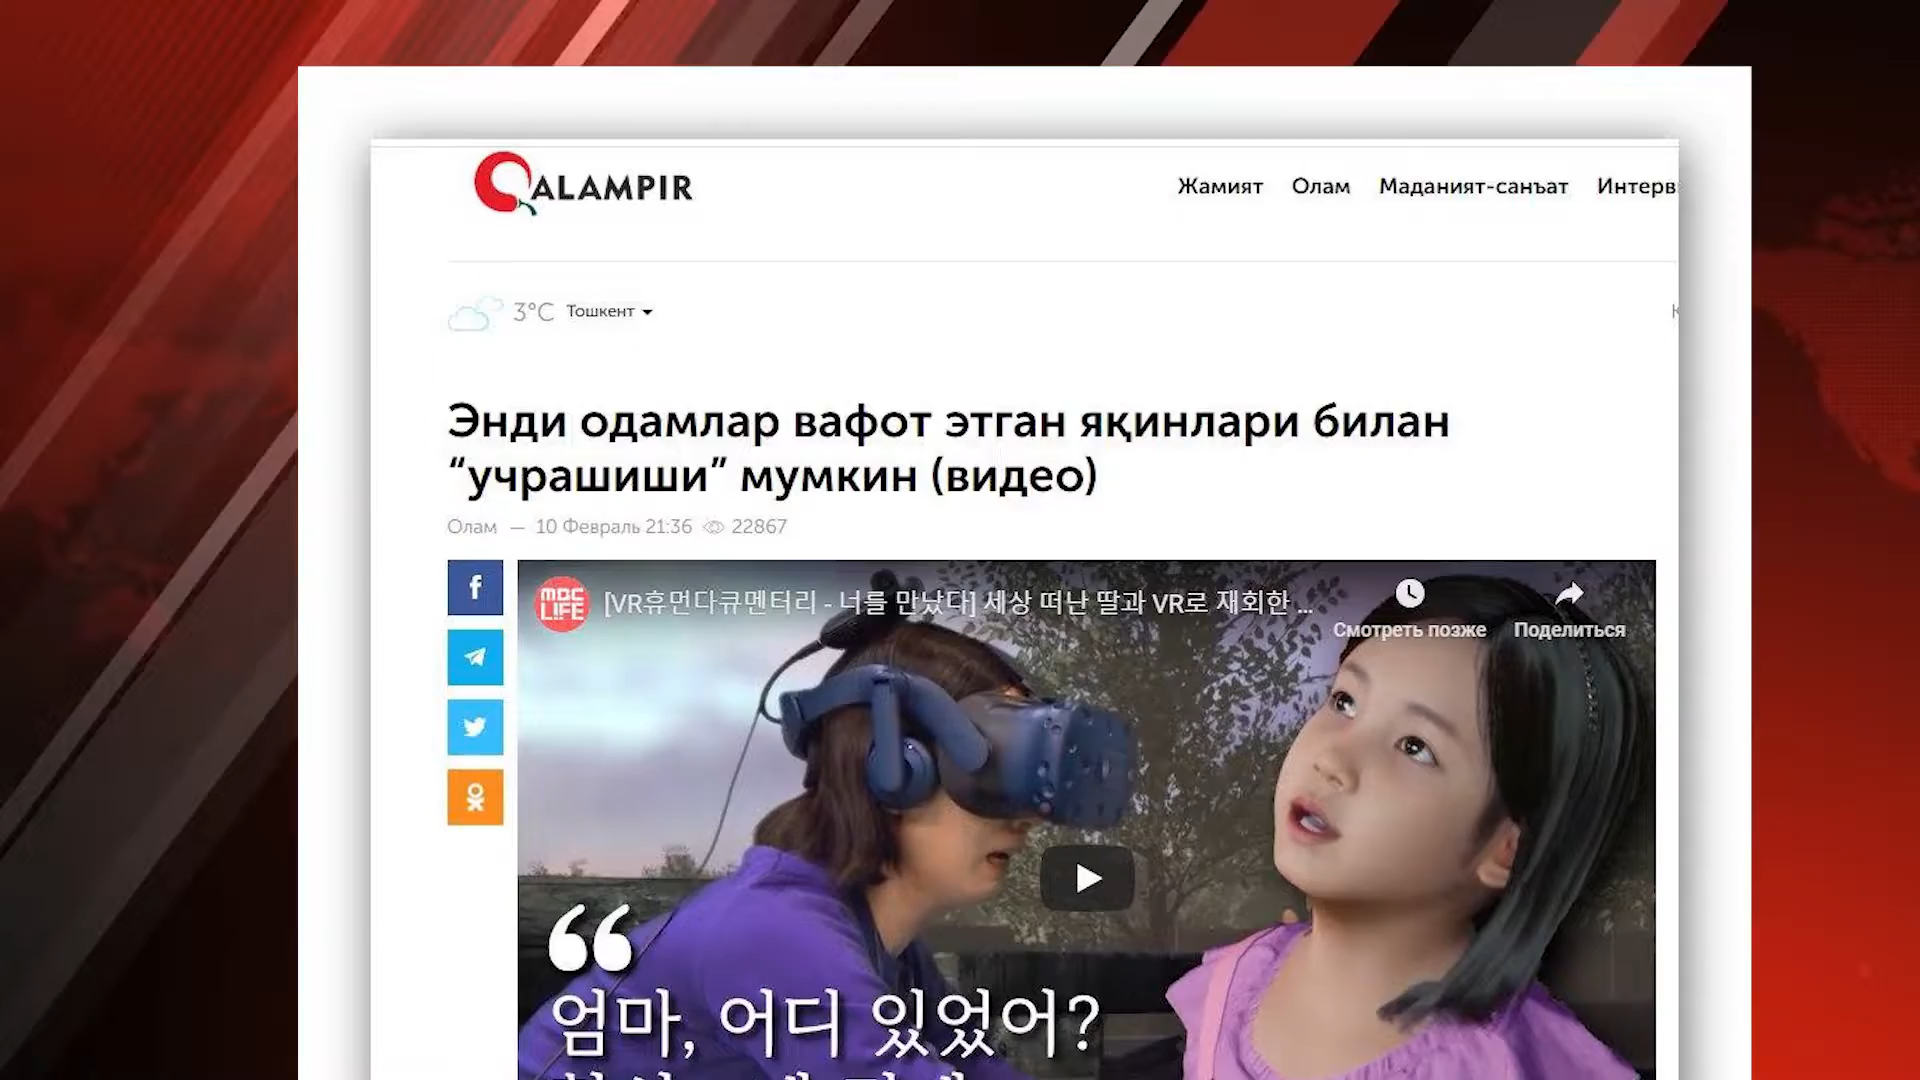 QALAMPIR
Жамият Олам Маданият-санъат Интерв
3°C Тошкент
Энди одамлар вафот этган яқинлари билан
“учрашиши” мумкин (видео)
Олам — 10 Февраль 21:36 22867
MBC LIFE
[VR휴먼다큐멘터리 - 너를 만났다] 세상 떠난 딸과 VR로 재회한 ...
Смотреть позже Поделиться
“
엄마, 어디 있었어?